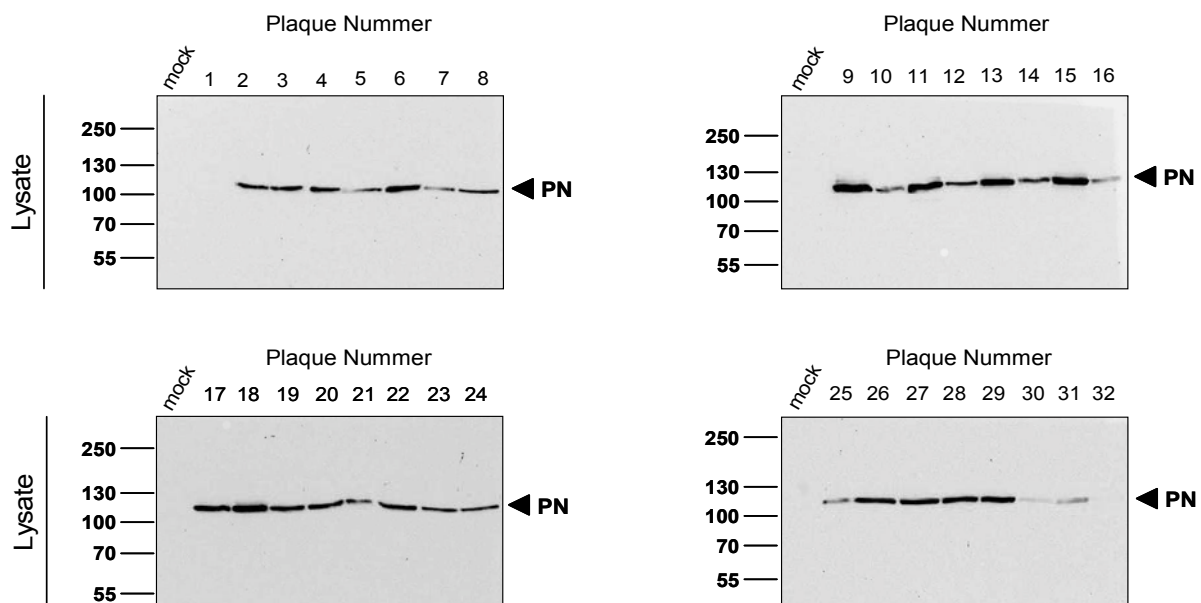 Plaque Nummer
mock 1 2 3 4 5 6 7 8
Lysate
250
130
100
70
55
PN
Plaque Nummer
mock 9 10 11 12 13 14 15 16
250
130
100
70
55
PN
Plaque Nummer
mock 17 18 19 20 21 22 23 24
Lysate
250
130
100
70
55
PN
Plaque Nummer
mock 25 26 27 28 29 30 31 32
250
130
100
70
55
PN